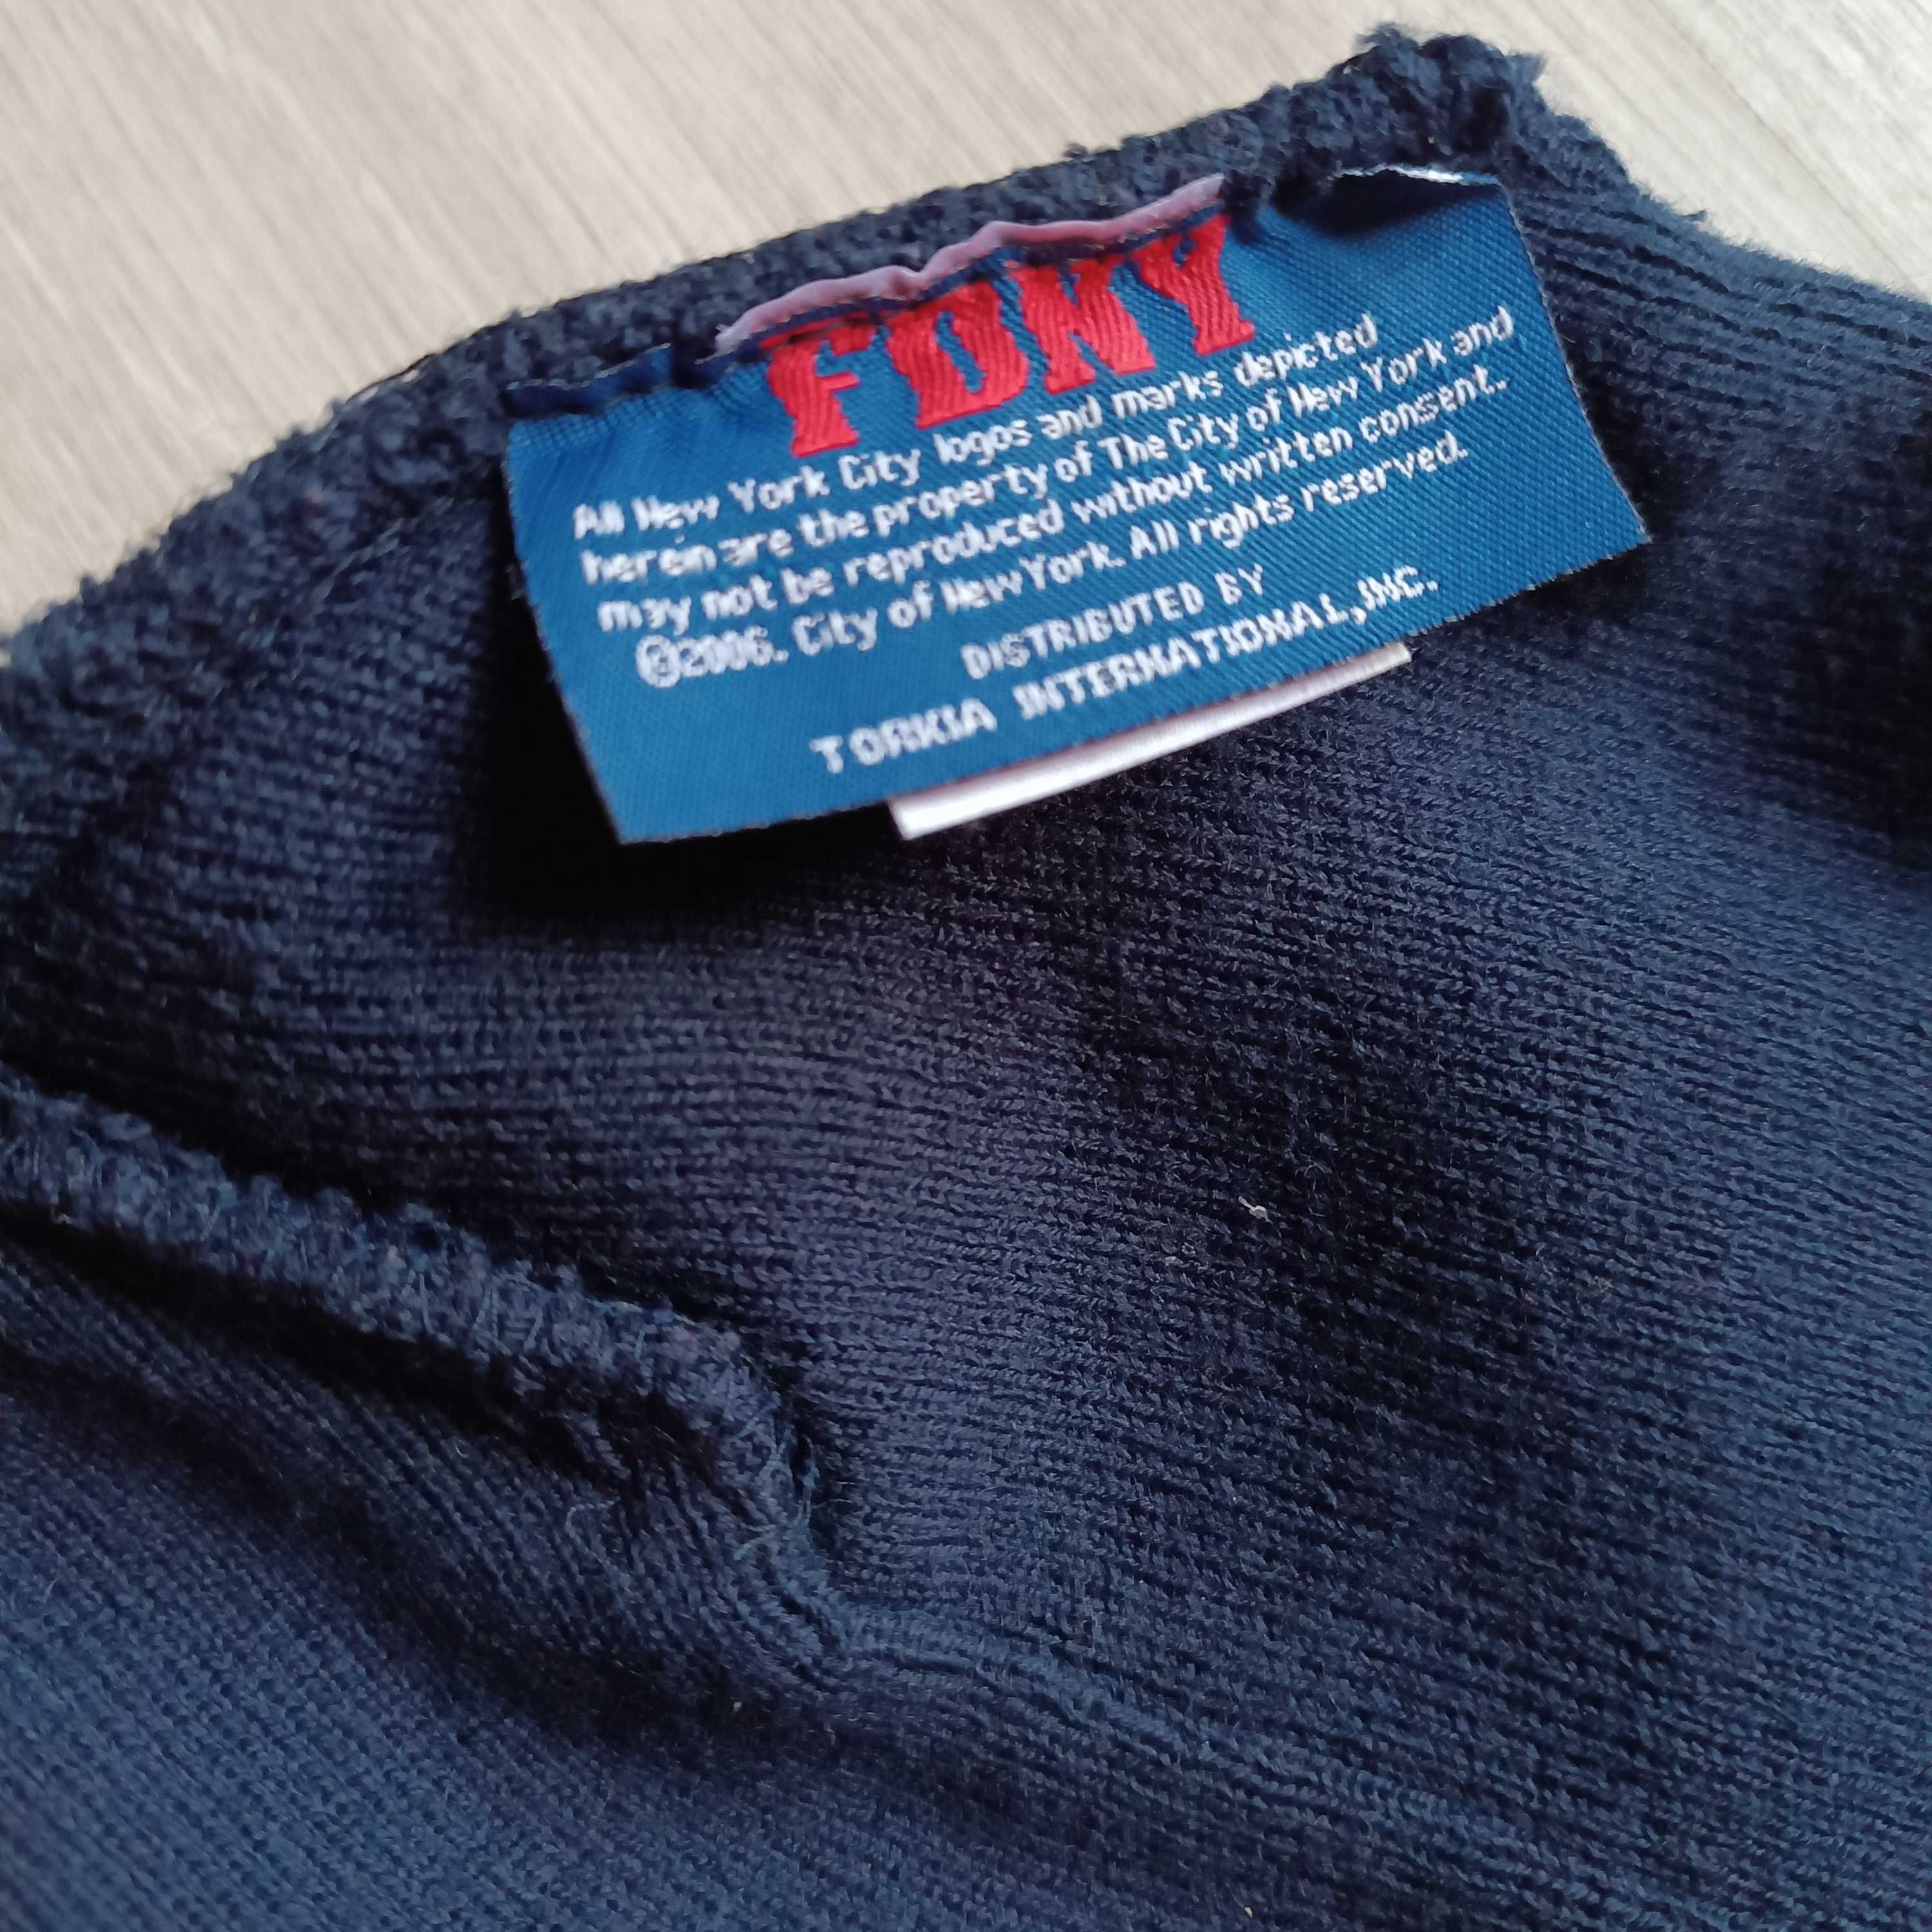 FDNY
All New York City logos and marks depicted
herein are the property of The City of New York and
may not be reproduced without written consent..
©2006. City of New York. All rights reserved.
DISTRIBUTED BY
TORKIA INTERNATIONAL,INC.